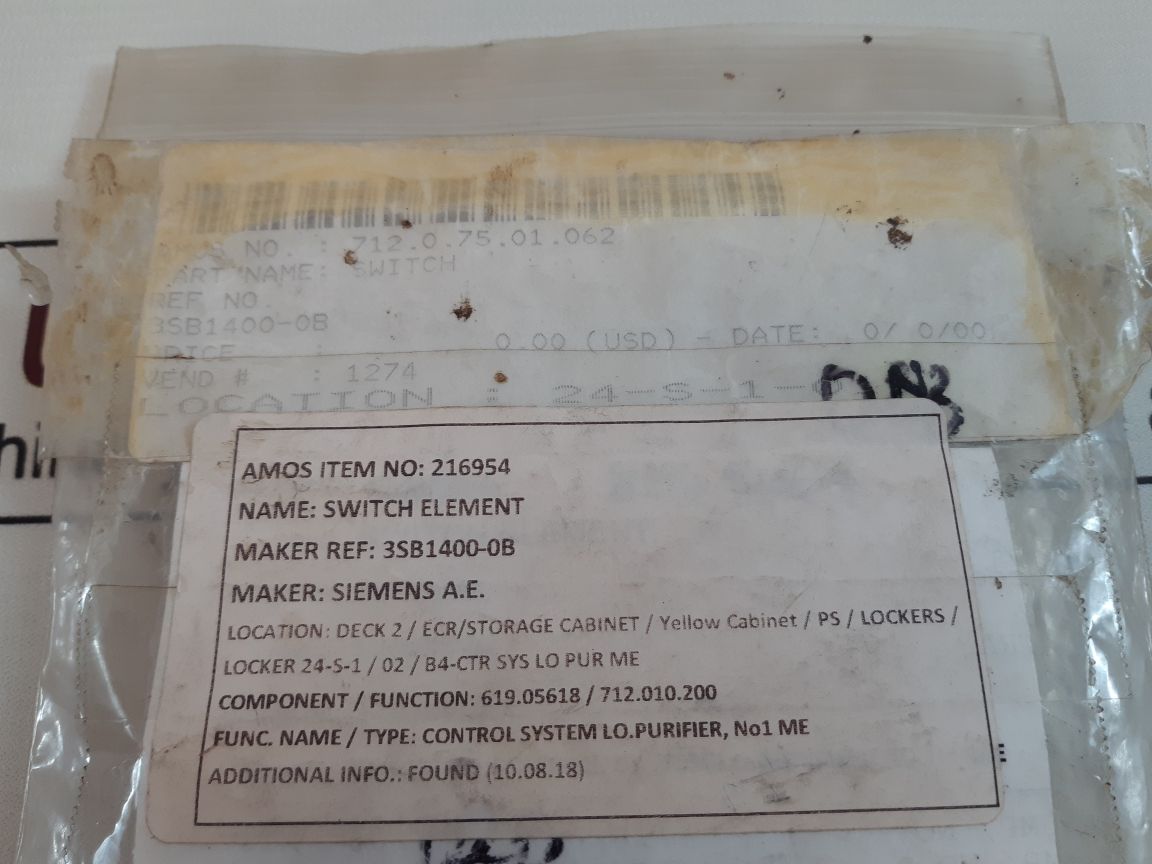 NO. : 712.0.75.01.062
PART NAME: SWITCH
REF NO.
3SB1400-0B
PRICE : 0.00 (USD) - DATE: 0/ 0/00
VEND # : 1274
LOCATION : 24-S-1-
AMOS ITEM NO: 216954
NAME: SWITCH ELEMENT
MAKER REF: 3SB1400-0B
MAKER: SIEMENS A.E.
LOCATION: DECK 2 / ECR/STORAGE CABINET / Yellow Cabinet / PS / LOCKERS /
LOCKER 24-S-1 / 02 / B4-CTR SYS LO PUR ME
COMPONENT / FUNCTION: 619.05618 / 712.010.200
FUNC. NAME / TYPE: CONTROL SYSTEM LO.PURIFIER, No1 ME
ADDITIONAL INFO.: FOUND (10.08.18)